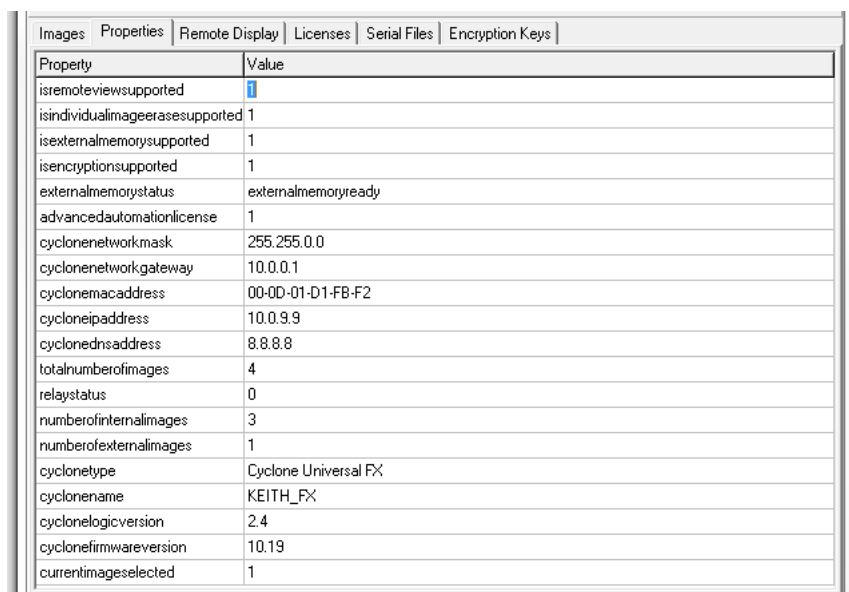 Images Properties Remote Display Licenses Serial Files Encryption Keys
Property Value
isremoteviewsupported 1
isindividualimageerasesupported 1
isexternalmemorysupported 1
isencryptionsupported 1
externalmemorystatus externalmemoryready
advancedautomationlicense 1
cyclonenetworkmask 255.255.0.0
cyclonenetworkgateway 10.0.0.1
cyclonemacaddress 00-0D-01-D1-FB-F2
cycloneipaddress 10.0.9.9
cyclonednsaddress 8.8.8.8
totalnumberofimages 4
relaystatus 0
numberofinternalimages 3
numberofexternalimages 1
cyclonetype Cyclone Universal FX
cyclonename KEITH_FX
cyclonelogicversion 2.4
cyclonefirmwareversion 10.19
currentimageselected 1